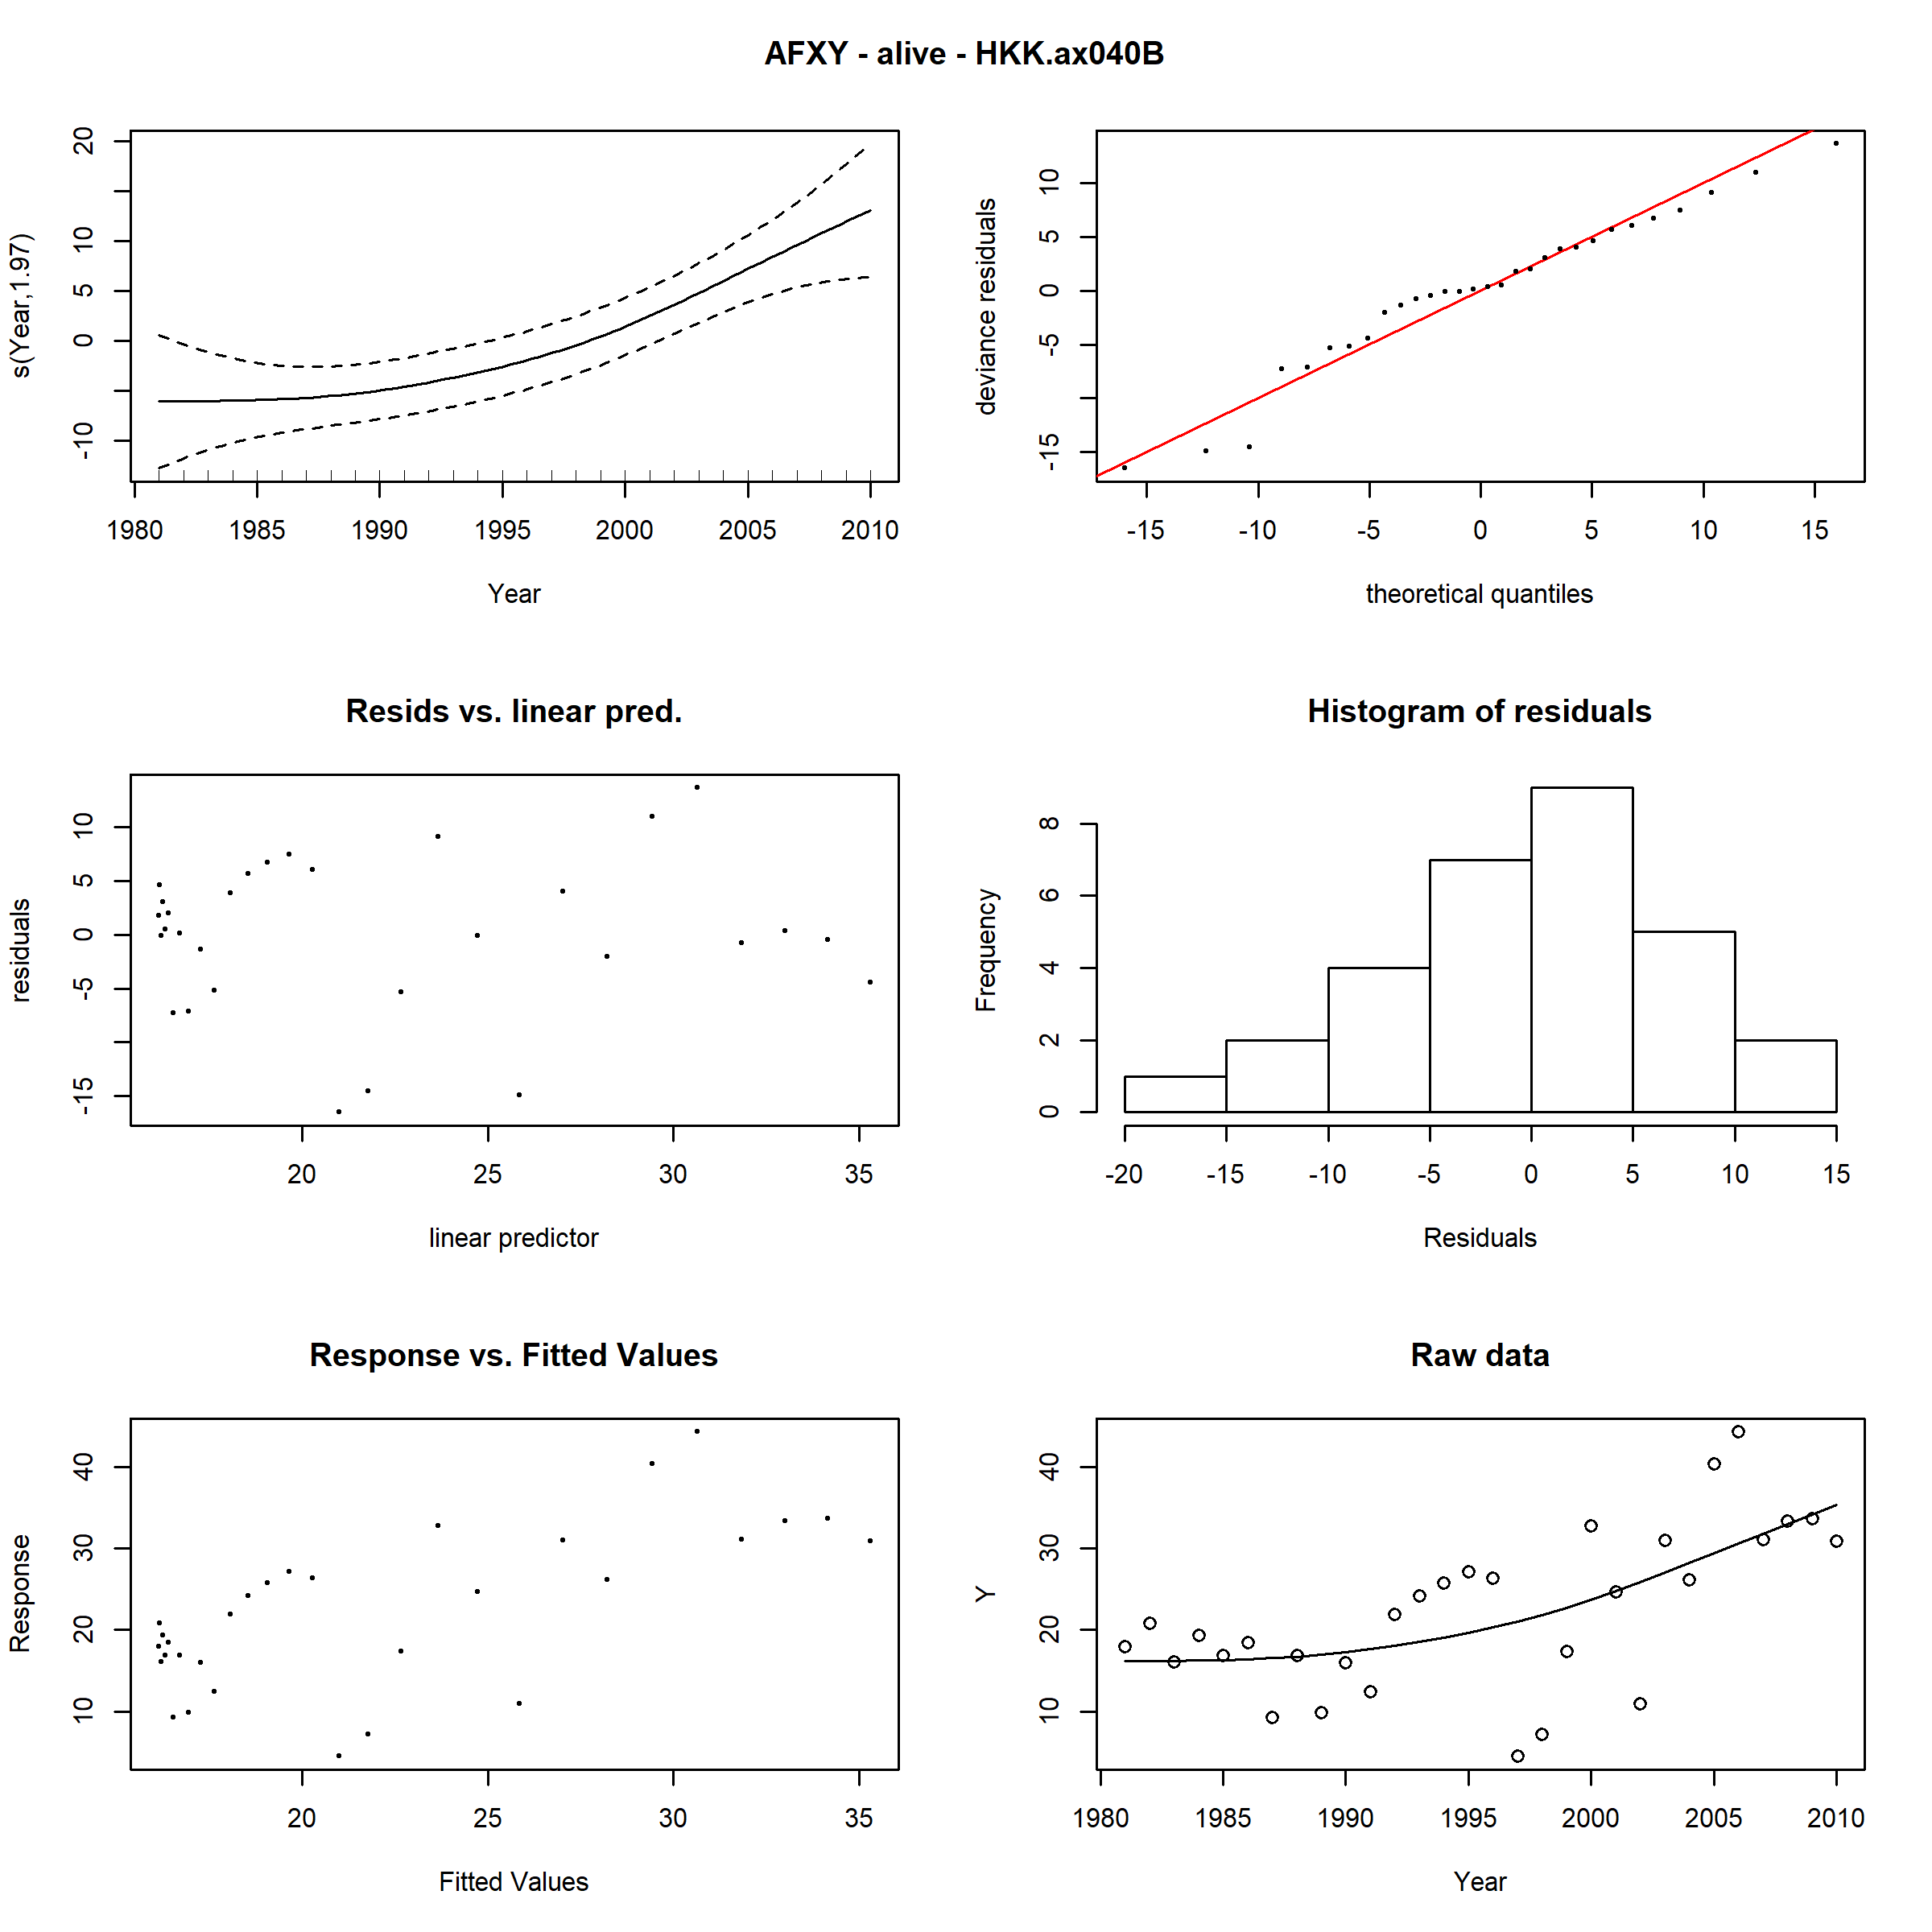 AFXY - alive - HKK.ax040B
s(Year,1.97)
-10 0 5 10 20
1980 1985 1990 1995 2000 2005 2010
Year
deviance residuals
-15 -5 0 5 10
-15 -10 -5 0 5 10 15
theoretical quantiles
Resids vs. linear pred.
residuals
-15 -5 0 5 10
20 25 30 35
linear predictor
Histogram of residuals
Frequency
0 2 4 6 8
-20 -15 -10 -5 0 5 10 15
Residuals
Response vs. Fitted Values
Response
10 20 30 40
20 25 30 35
Fitted Values
Raw data
Y
10 20 30 40
1980 1985 1990 1995 2000 2005 2010
Year